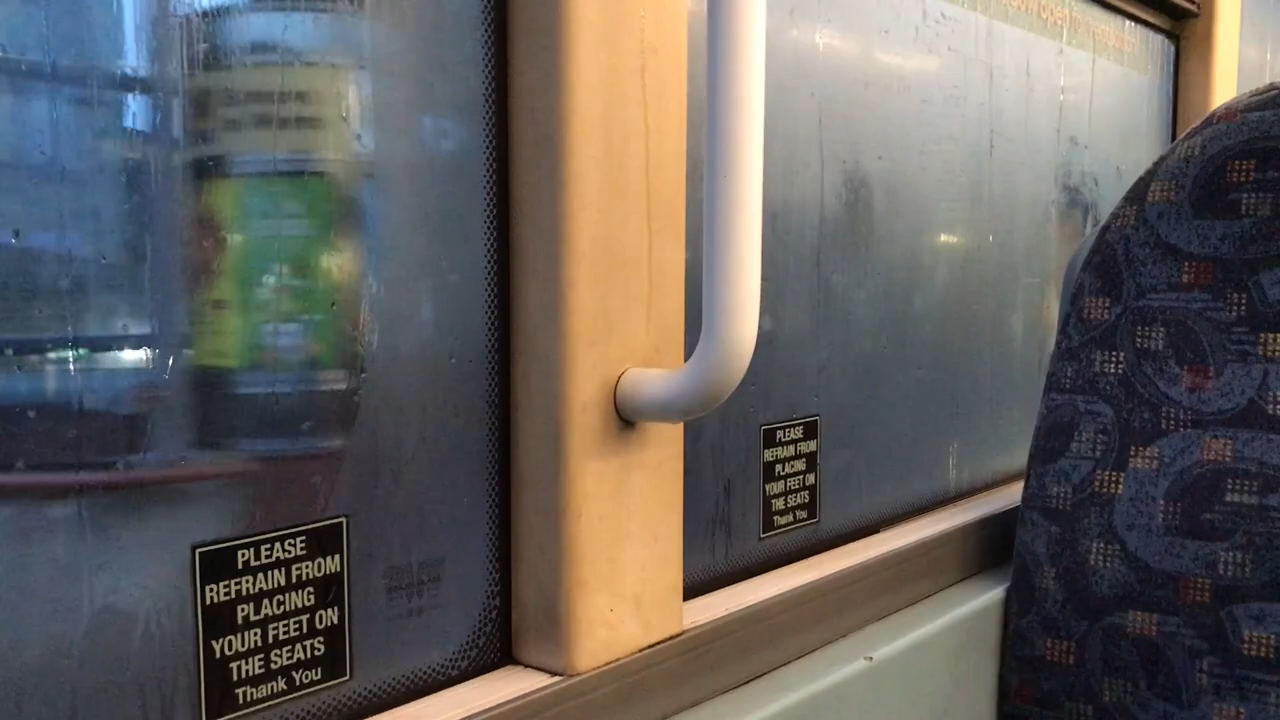 PLEASE
REFRAIN FROM
PLACING
YOUR FEET ON
THE SEATS
Thank You
PLEASE
REFRAIN FROM
PLACING
YOUR FEET ON
THE SEATS
Thank You
open